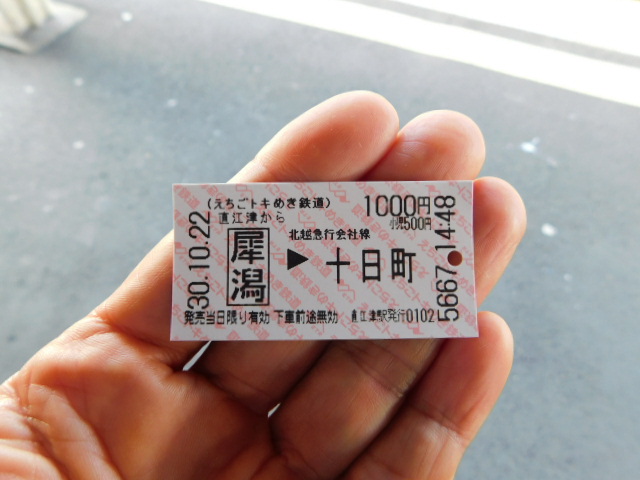 (えちごトキめき鉄道)
直江津から
1000円
小児500円
30.10.22
犀潟
北越急行会社線
▶ 十日町
5667 14:48
発売当日限り有効 下車前途無効 直江津駅発行0102